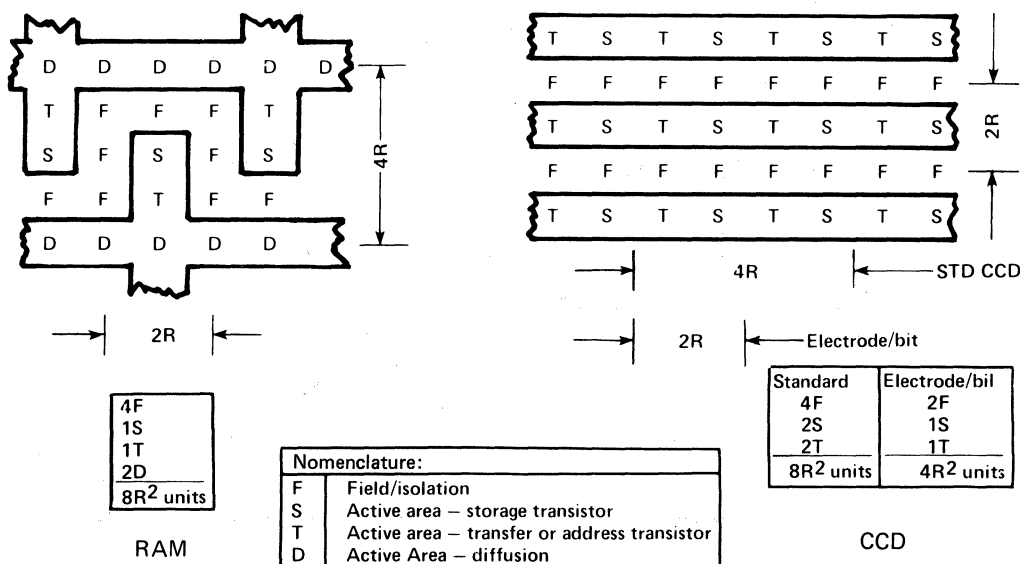 D D D D D D
T F F F T
S F S F S
F F T F F
D D D D D
4R
2R
4F
1S
1T
2D
8R² units
RAM
T S T S T S T S
F F F F F F F F
T S T S T S T S
F F F F F F F F
T S T S T S T S
2R
4R STD CCD
2R Electrode/bit
Standard Electrode/bil
4F 2F
2S 1S
2T 1T
8R² units 4R² units
CCD
Nomenclature:
F Field/isolation
S Active area – storage transistor
T Active area – transfer or address transistor
D Active Area – diffusion